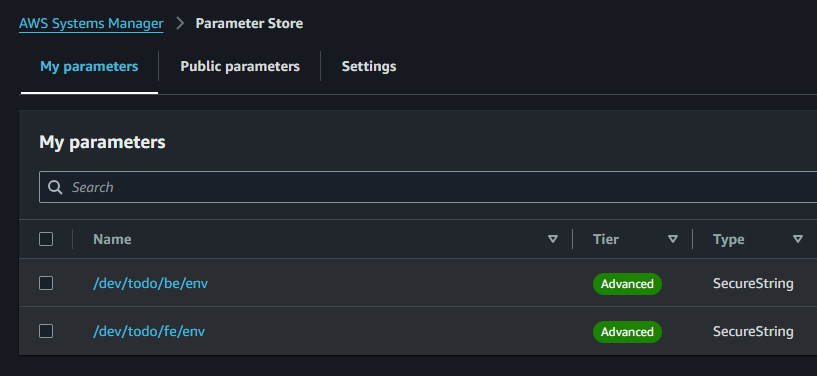 AWS Systems Manager > Parameter Store
My parameters Public parameters Settings
My parameters
Search
Name Tier Type
/dev/todo/be/env Advanced SecureString
/dev/todo/fe/env Advanced SecureString